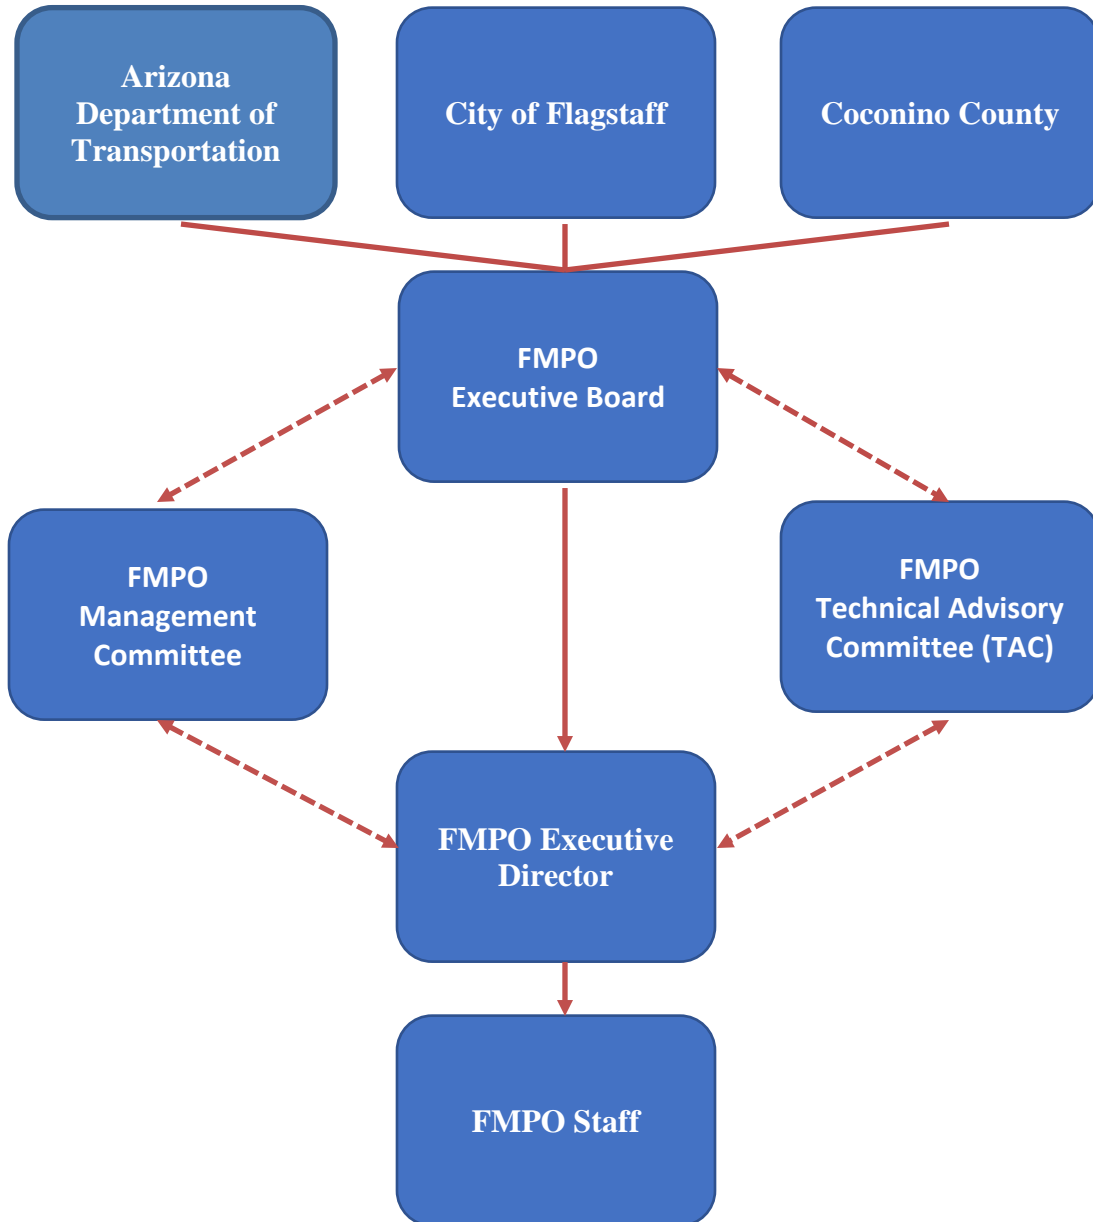 Arizona
Department of
Transportation
City of Flagstaff
Coconino County
FMPO
Executive Board
FMPO
Management
Committee
FMPO
Technical Advisory
Committee (TAC)
FMPO Executive
Director
FMPO Staff